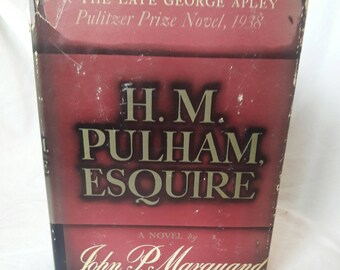 THE LATE GEORGE APLEY
Pulitzer Prize Novel, 1938
H. M.
PULHAM,
ESQUIRE
A NOVEL by
John P. Marquand